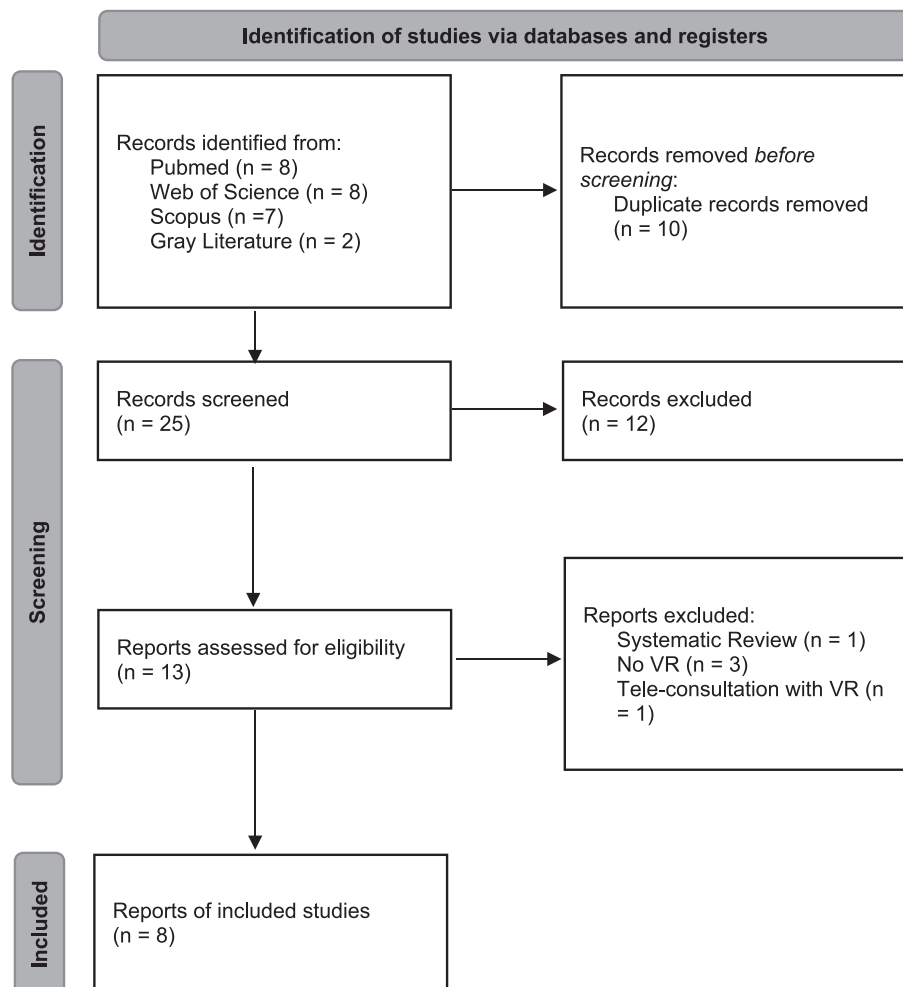 Identification of studies via databases and registers
Identification
Records identified from:
Pubmed (n = 8)
Web of Science (n = 8)
Scopus (n =7)
Gray Literature (n = 2)
Records removed before
screening:
Duplicate records removed
(n = 10)
Screening
Records screened
(n = 25)
Records excluded
(n = 12)
Reports assessed for eligibility
(n = 13)
Reports excluded:
Systematic Review (n = 1)
No VR (n = 3)
Tele-consultation with VR (n
= 1)
Included
Reports of included studies
(n = 8)